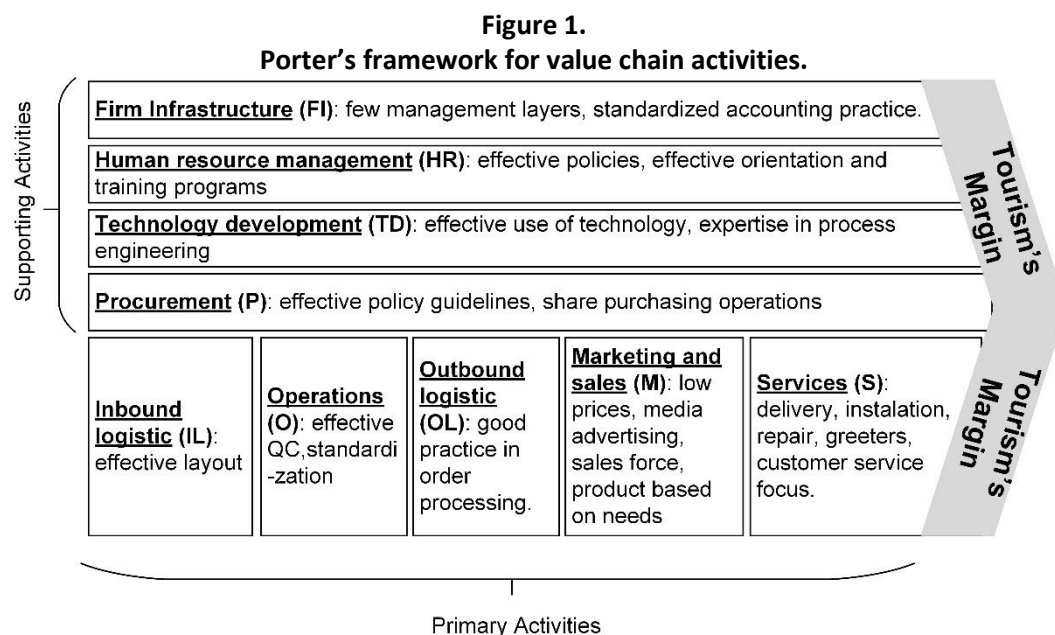 Figure 1.
Porter's framework for value chain activities.
Supporting Activities
Firm Infrastructure (FI): few management layers, standardized accounting practice.
Human resource management (HR): effective policies, effective orientation and
training programs
Technology development (TD): effective use of technology, expertise in process
engineering
Procurement (P): effective policy guidelines, share purchasing operations
Tourism's
Margin
Inbound
logistic (IL):
effective layout
Operations
(O): effective
QC,standardi
-zation
Outbound
logistic
(OL): good
practice in
order
processing.
Marketing and
sales (M): low
prices, media
advertising,
sales force,
product based
on needs
Services (S):
delivery, instalation,
repair, greeters,
customer service
focus.
Tourism's
Margin
Primary Activities